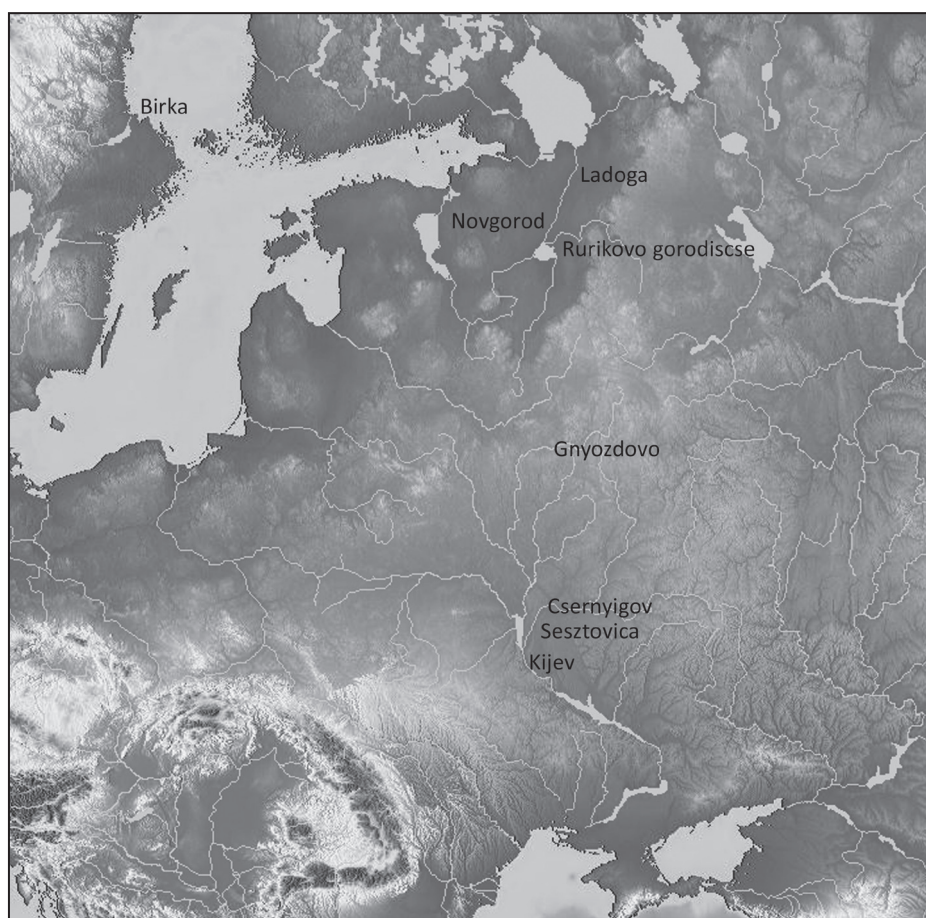 Birka
Ladoga
Novgorod
Rurikovo gorodiscse
Gnyozdovo
Csernyigov
Sesztovica
Kijev